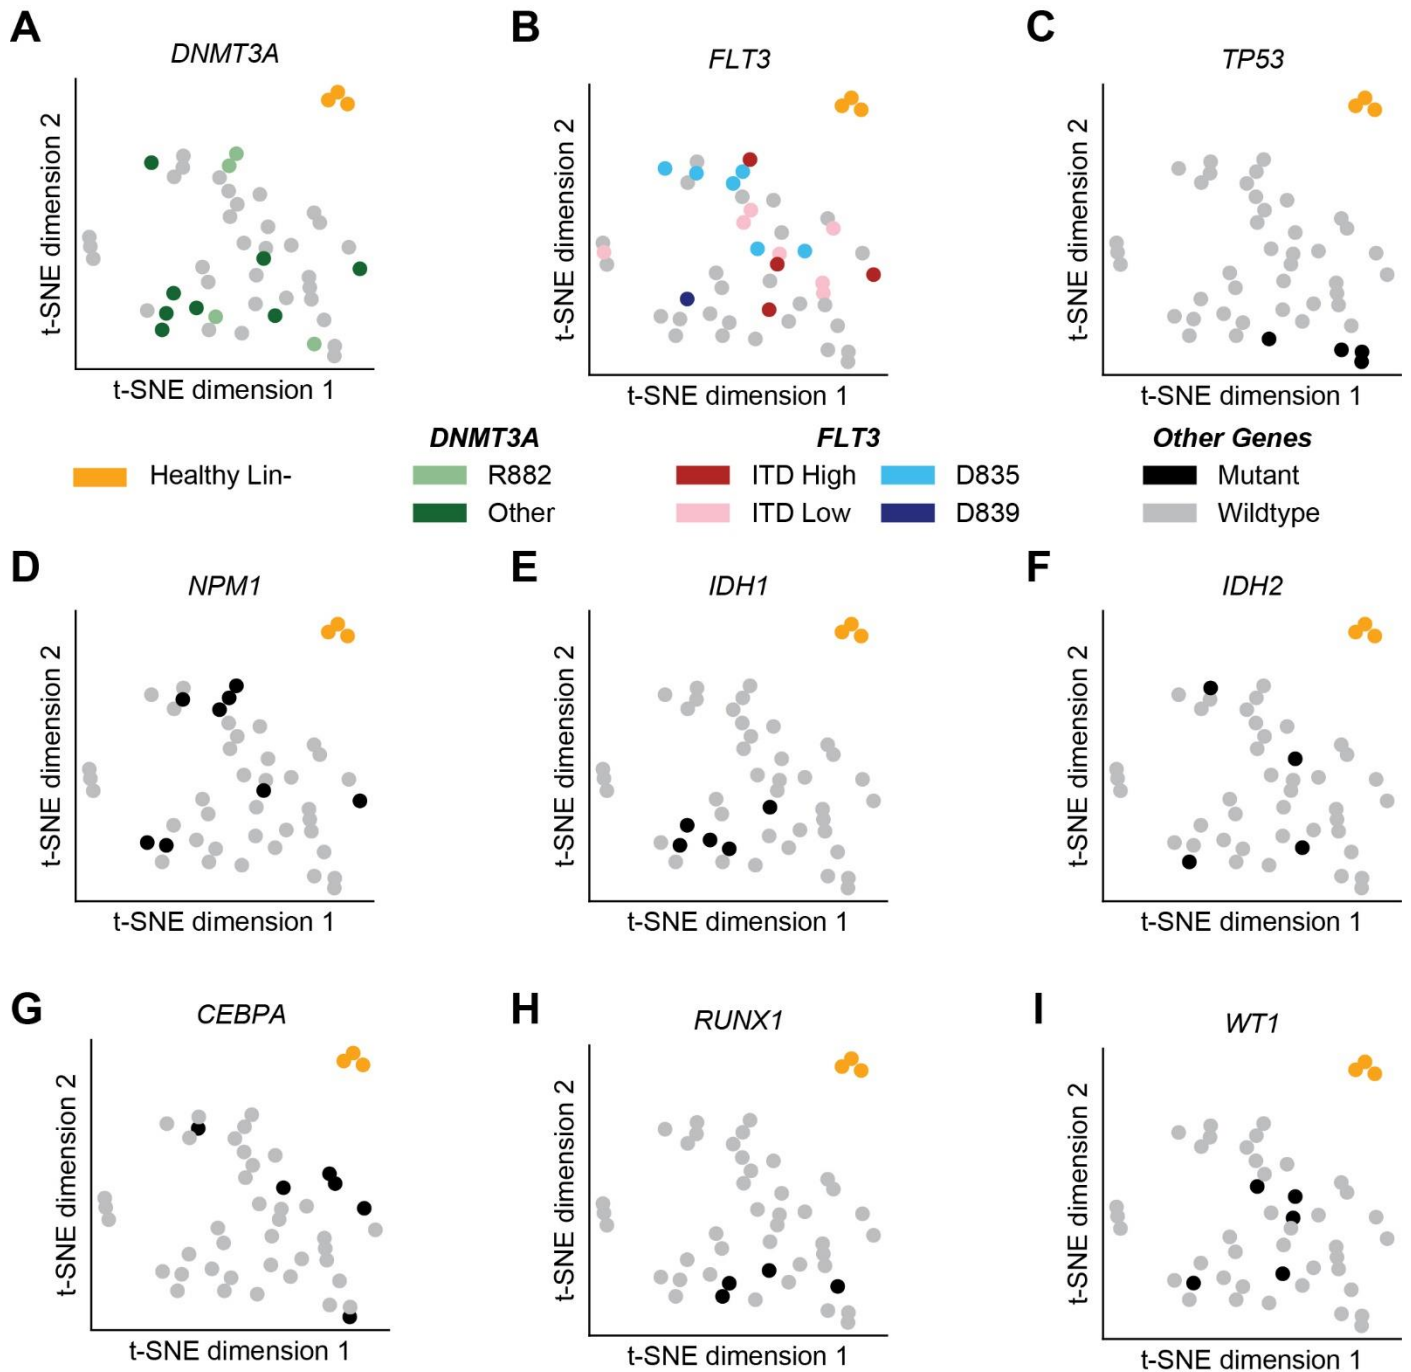 A
DNMT3A
t-SNE dimension 2
t-SNE dimension 1
B
FLT3
t-SNE dimension 2
t-SNE dimension 1
C
TP53
t-SNE dimension 2
t-SNE dimension 1
Healthy Lin-
DNMT3A
R882
Other
FLT3
ITD High
D835
ITD Low
D839
Other Genes
Mutant
Wildtype
D
NPM1
t-SNE dimension 2
t-SNE dimension 1
E
IDH1
t-SNE dimension 2
t-SNE dimension 1
F
IDH2
t-SNE dimension 2
t-SNE dimension 1
G
CEBPA
t-SNE dimension 2
t-SNE dimension 1
H
RUNX1
t-SNE dimension 2
t-SNE dimension 1
I
WT1
t-SNE dimension 2
t-SNE dimension 1